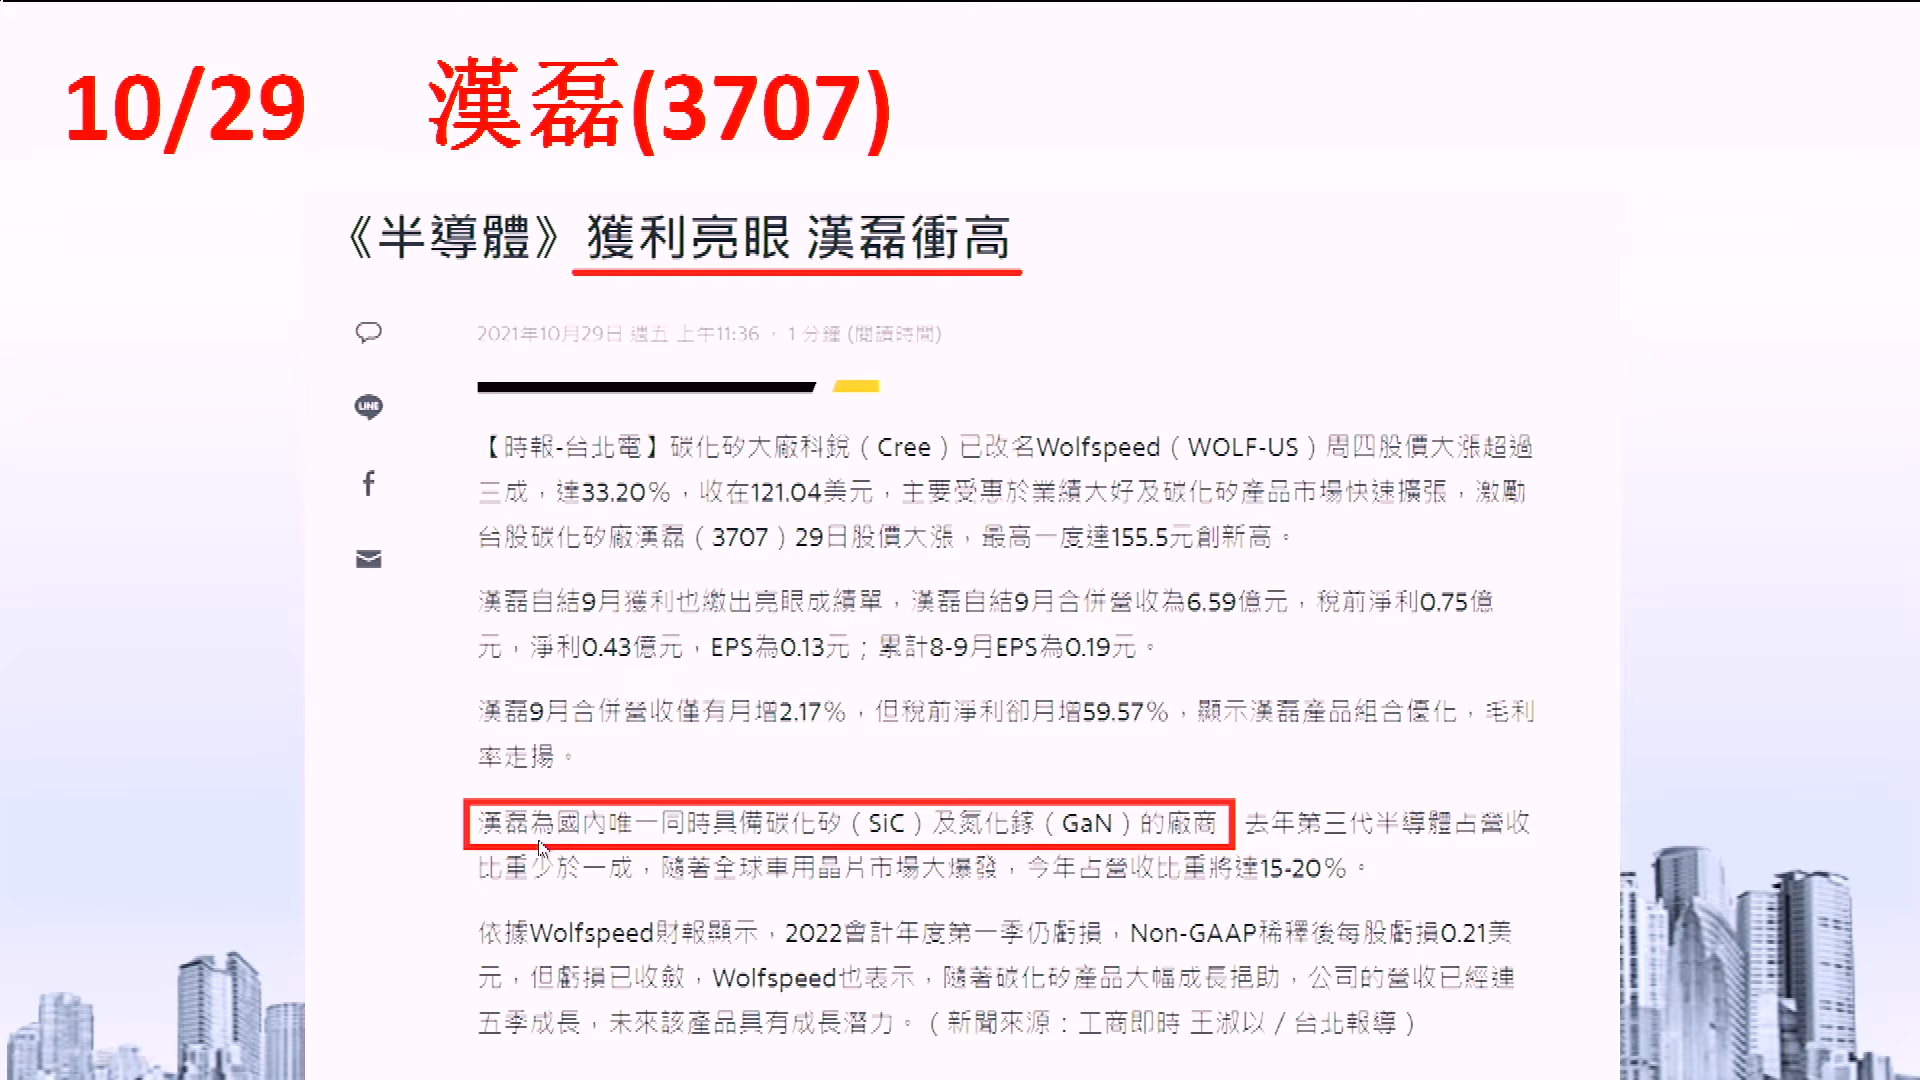 10/29 漢磊(3707)
《半導體》獲利亮眼 漢磊衝高
2021年10月29日 週五 上午11:36 · 1 分鐘 (閱讀時間)
LINE
【時報-台北電】碳化矽大廠科銳（Cree）已改名Wolfspeed（WOLF-US）周四股價大漲超過
三成，達33.20%，收在121.04美元，主要受惠於業績大好及碳化矽產品市場快速擴張，激勵
台股碳化矽廠漢磊（3707）29日股價大漲，最高一度達155.5元創新高。
漢磊自結9月獲利也繳出亮眼成績單，漢磊自結9月合併營收為6.59億元，稅前淨利0.75億
元，淨利0.43億元，EPS為0.13元；累計8-9月EPS為0.19元。
漢磊9月合併營收僅有月增2.17%，但稅前淨利卻月增59.57%，顯示漢磊產品組合優化，毛利
率走揚。
漢磊為國內唯一同時具備碳化矽（SiC）及氮化鎵（GaN）的廠商 去年第三代半導體占營收
比重少於一成，隨著全球車用晶片市場大爆發，今年占營收比重將達15-20%。
依據Wolfspeed財報顯示，2022會計年度第一季仍虧損，Non-GAAP稀釋後每股虧損0.21美
元，但虧損已收斂，Wolfspeed也表示，隨著碳化矽產品大幅成長挹助，公司的營收已經連
五季成長，未來該產品具有成長潛力。（新聞來源：工商即時 王淑以／台北報導）